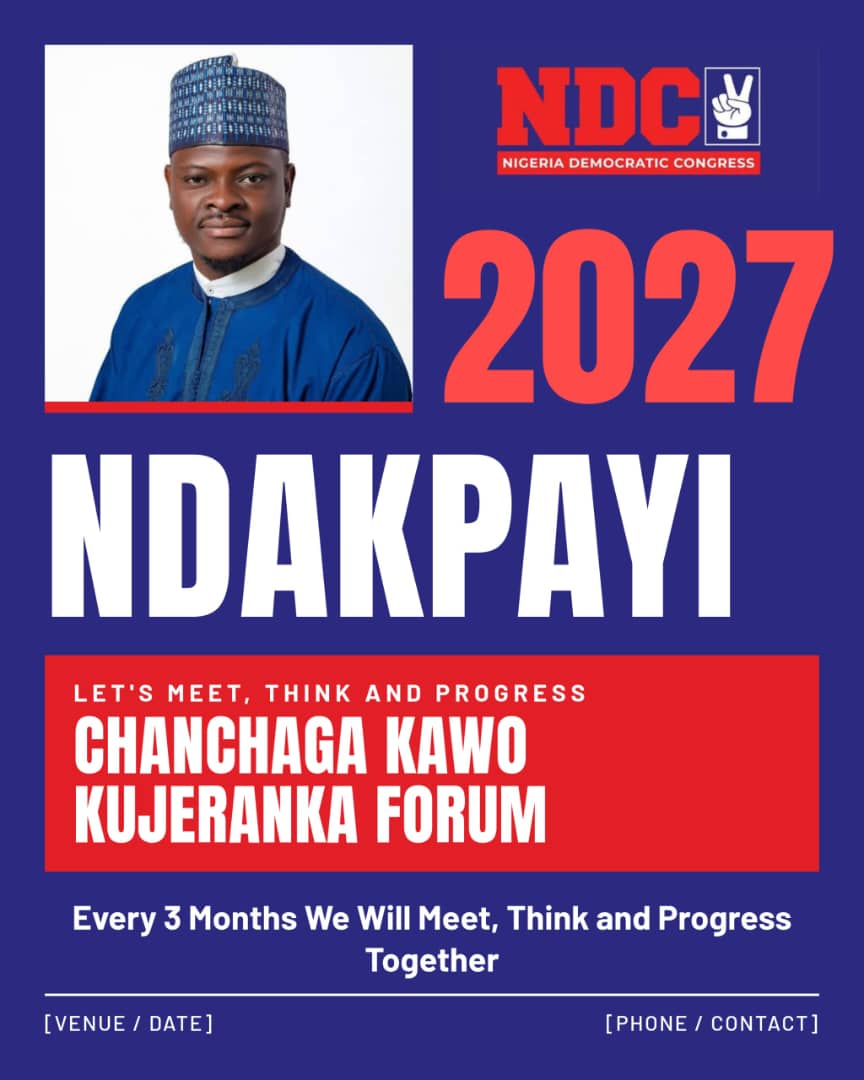 NDC
NIGERIA DEMOCRATIC CONGRESS
2027
NDAKPAYI
LET'S MEET, THINK AND PROGRESS
CHANCHAGA KAWO
KUJERANKA FORUM
Every 3 Months We Will Meet, Think and Progress
Together
[VENUE / DATE]
[PHONE / CONTACT]